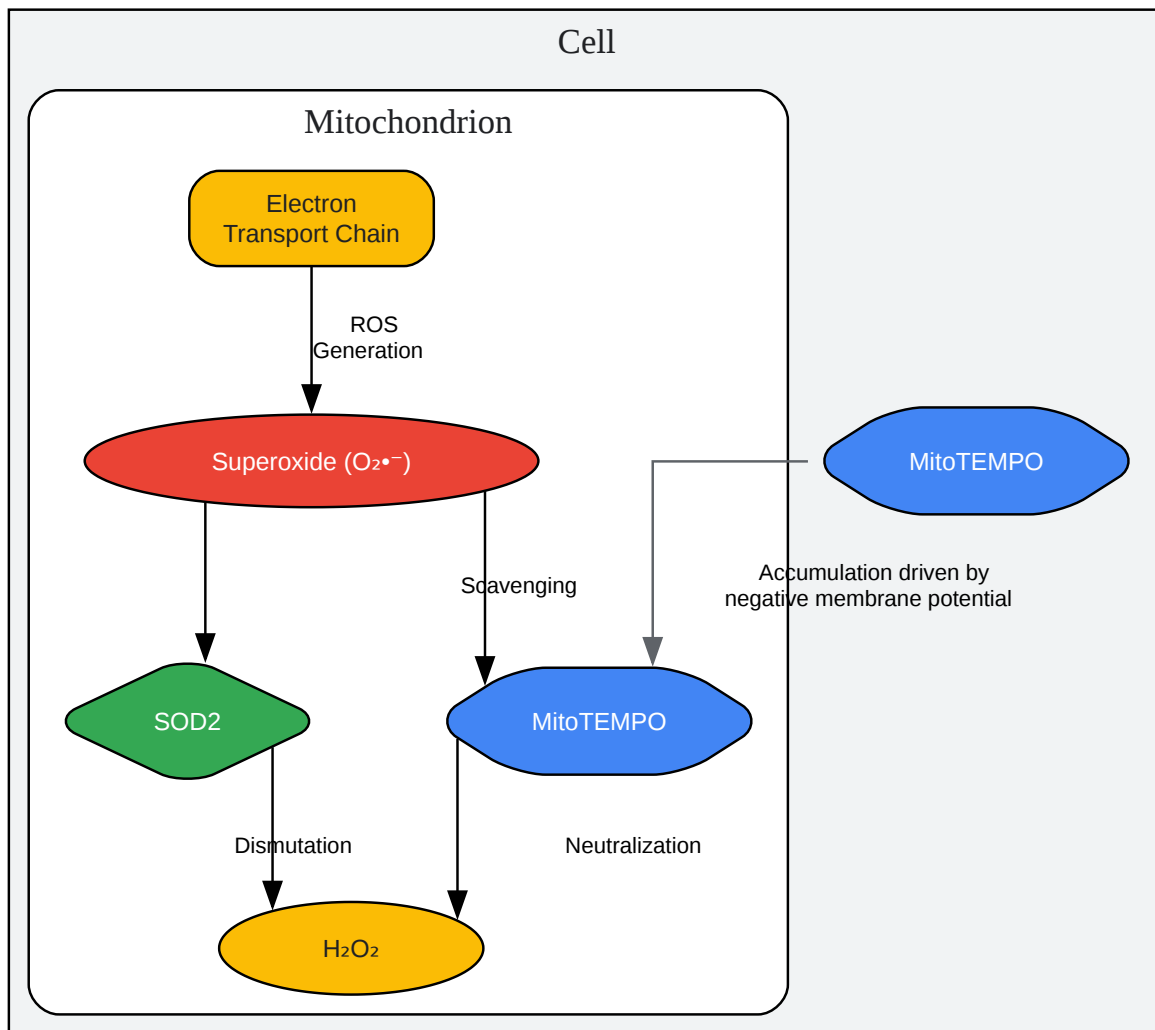 Cell
Mitochondrion
Electron
Transport Chain
ROS
Generation
Superoxide (O₂•⁻)
MitoTEMPO
Scavenging
Accumulation driven by
negative membrane potential
SOD2
MitoTEMPO
Dismutation
Neutralization
H₂O₂